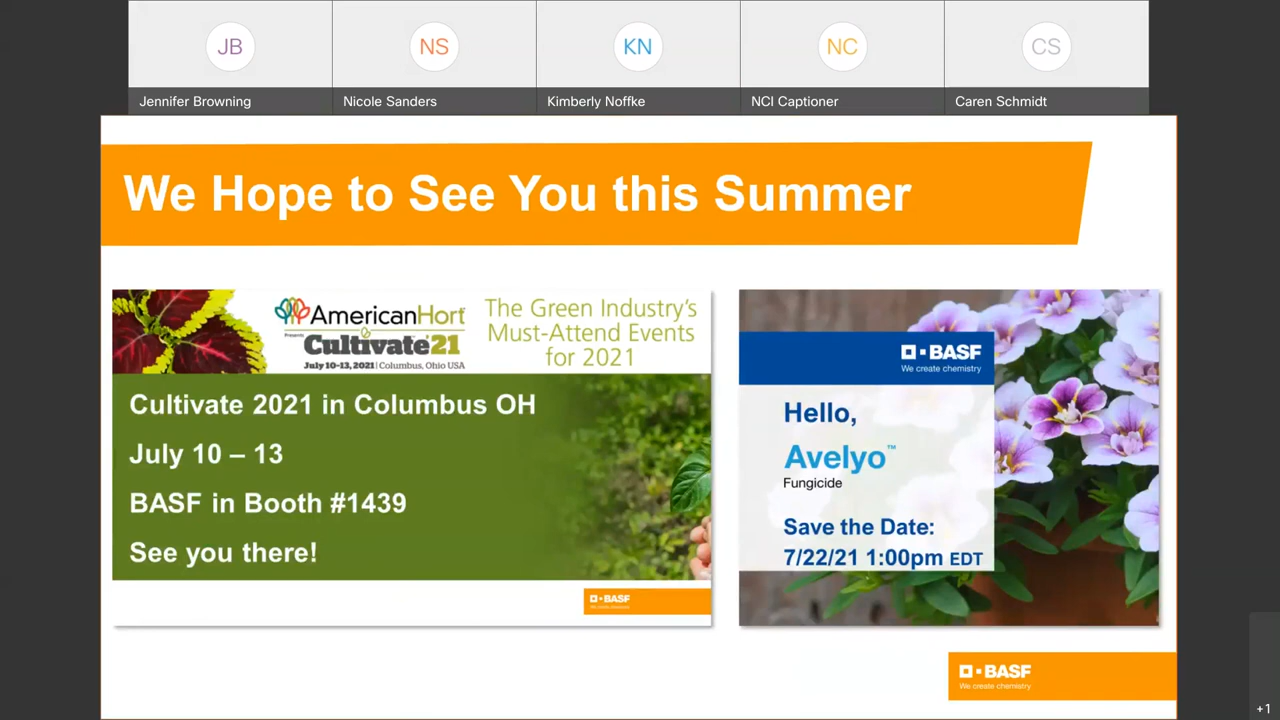 JB
NS
KN
NC
CS
Jennifer Browning
Nicole Sanders
Kimberly Noffke
NCI Captioner
Caren Schmidt
We Hope to See You this Summer
AmericanHort
Presents
Cultivate'21
July 10-13, 2021 | Columbus, Ohio USA
The Green Industry's
Must-Attend Events
for 2021
Cultivate 2021 in Columbus OH
July 10 – 13
BASF in Booth #1439
See you there!
BASF
We create chemistry
BASF
We create chemistry
Hello,
Avelyo™
Fungicide
Save the Date:
7/22/21 1:00pm EDT
BASF
We create chemistry
+1